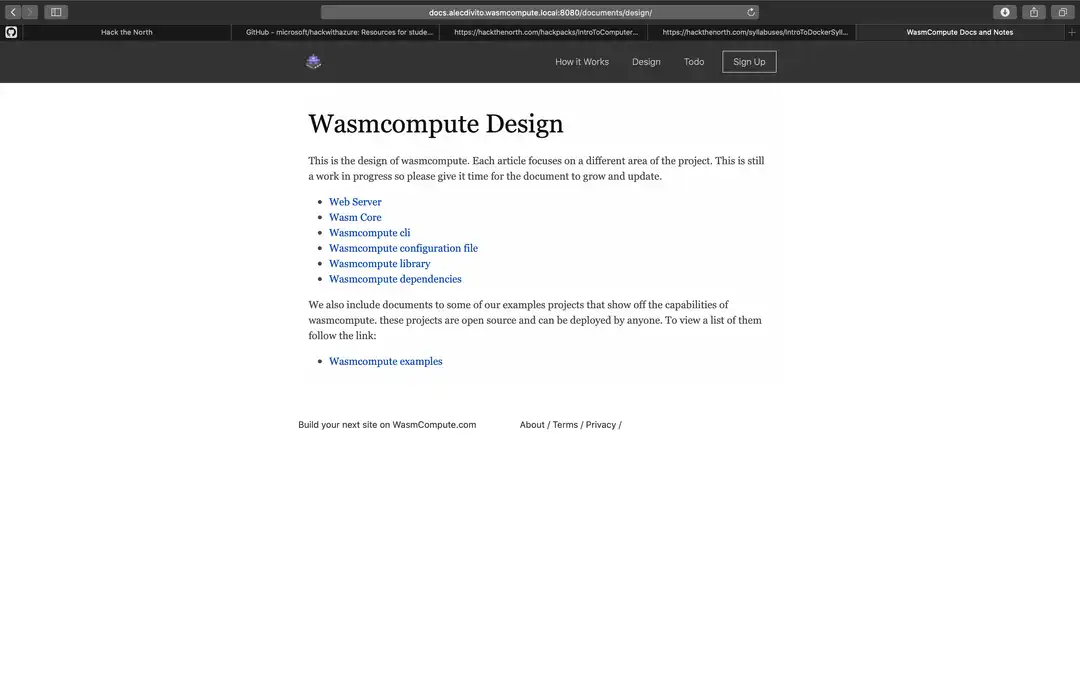 docs.alecdivito.wasmcompute.local:8080/documents/design/
Hack the North
GitHub - microsoft/hackwithazure: Resources for stude...
https://hackthenorth.com/hackpacks/IntroToComputer...
https://hackthenorth.com/syllabuses/IntroToDockerSyll...
WasmCompute Docs and Notes
How it Works
Design
Todo
Sign Up
Wasmcompute Design
This is the design of wasmcompute. Each article focuses on a different area of the project. This is still
a work in progress so please give it time for the document to grow and update.
• Web Server
• Wasm Core
• Wasmcompute cli
• Wasmcompute configuration file
• Wasmcompute library
• Wasmcompute dependencies
We also include documents to some of our examples projects that show off the capabilities of
wasmcompute. these projects are open source and can be deployed by anyone. To view a list of them
follow the link:
• Wasmcompute examples
Build your next site on WasmCompute.com
About / Terms / Privacy /